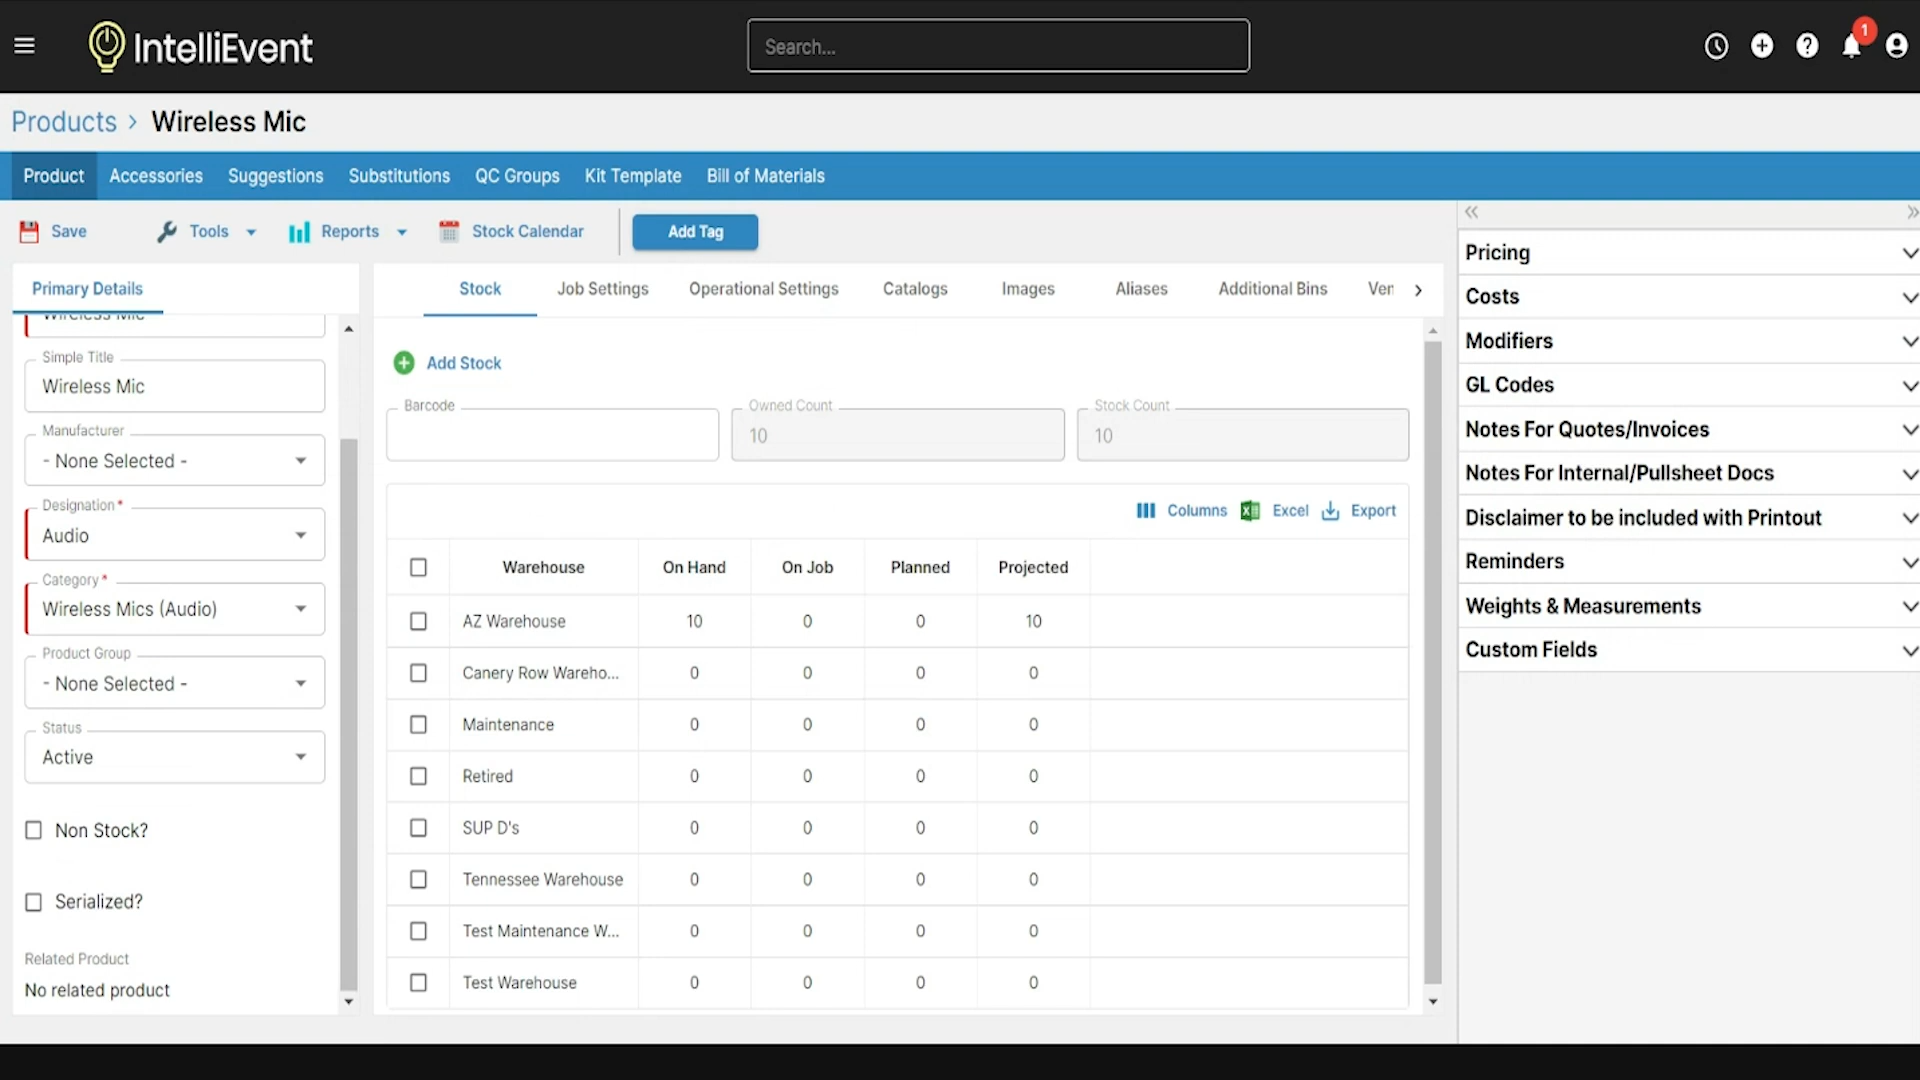 IntelliEvent
Search...
1
Products > Wireless Mic
Product Accessories Suggestions Substitutions QC Groups Kit Template Bill of Materials
Save Tools Reports Stock Calendar Add Tag
Primary Details
Wireless Mic
Simple Title
Wireless Mic
Manufacturer
- None Selected -
Designation *
Audio
Category *
Wireless Mics (Audio)
Product Group
- None Selected -
Status
Active
Non Stock?
Serialized?
Related Product
No related product
Stock Job Settings Operational Settings Catalogs Images Aliases Additional Bins Ven
Add Stock
Barcode Owned Count Stock Count
10 10
Columns Excel Export
Warehouse On Hand On Job Planned Projected
AZ Warehouse 10 0 0 10
Canery Row Wareho... 0 0 0 0
Maintenance 0 0 0 0
Retired 0 0 0 0
SUP D's 0 0 0 0
Tennessee Warehouse 0 0 0 0
Test Maintenance W... 0 0 0 0
Test Warehouse 0 0 0 0
Pricing
Costs
Modifiers
GL Codes
Notes For Quotes/Invoices
Notes For Internal/Pullsheet Docs
Disclaimer to be included with Printout
Reminders
Weights & Measurements
Custom Fields